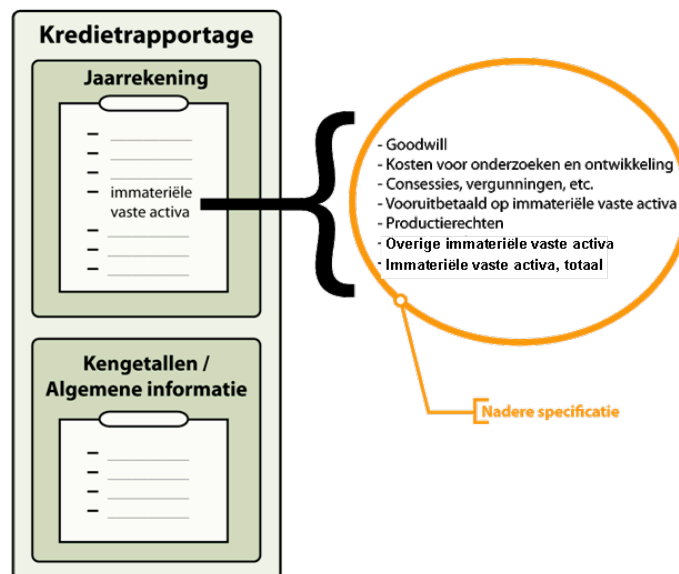 Kredietrapportage
Jaarrekening
immateriële
vaste activa
- Goodwill
- Kosten voor onderzoeken en ontwikkeling
- Consessies, vergunningen, etc.
- Vooruitbetaald op immateriële vaste activa
- Productierechten
- Overige immateriële vaste activa
- Immateriële vaste activa, totaal
Nadere specificatie
Kengetallen /
Algemene informatie